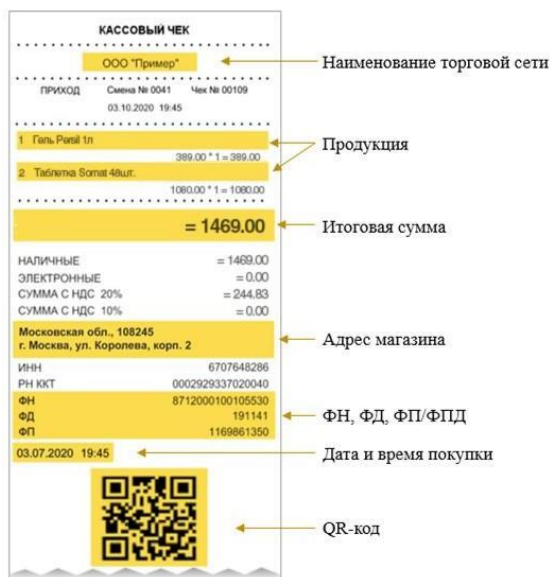 КАССОВЫЙ ЧЕК
ООО "Пример"
Наименование торговой сети
ПРИХОД Смена № 0041 Чек № 00109
03.10.2020 19:45
1 Гель Persil 1л
389.00 * 1 = 389.00
Продукция
2 Таблетка Somat 48шт.
1080.00 * 1 = 1080.00
= 1469.00
Итоговая сумма
НАЛИЧНЫЕ = 1469.00
ЭЛЕКТРОННЫЕ = 0.00
СУММА С НДС 20% = 244.83
СУММА С НДС 10% = 0.00
Московская обл., 108245
г. Москва, ул. Королева, корп. 2
Адрес магазина
ИНН 6707648286
РН ККТ 0002929337020040
ФН 8712000100105530
ФД 191141
ФП 1169861350
ФН, ФД, ФП/ФПД
03.07.2020 19:45
Дата и время покупки
QR-код